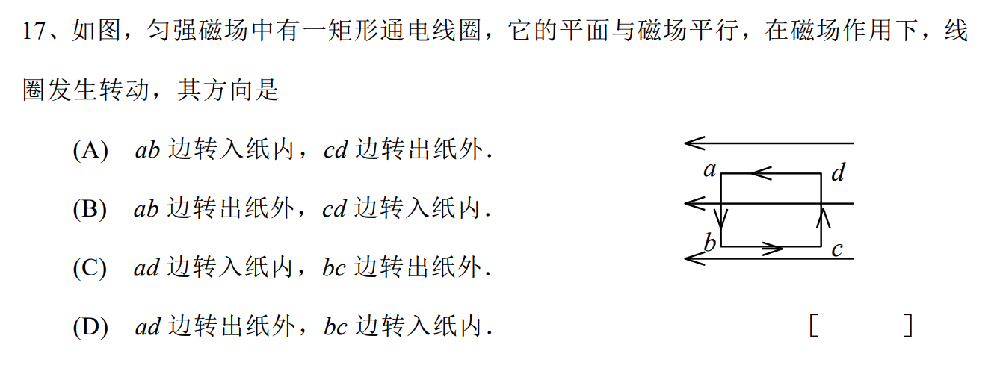 17、如图，匀强磁场中有一矩形通电线圈，它的平面与磁场平行，在磁场作用下，线
圈发生转动，其方向是
(A) ab 边转入纸内，cd 边转出纸外．
(B) ab 边转出纸外，cd 边转入纸内．
(C) ad 边转入纸内，bc 边转出纸外．
(D) ad 边转出纸外，bc 边转入纸内．
[ ]
a d
b c